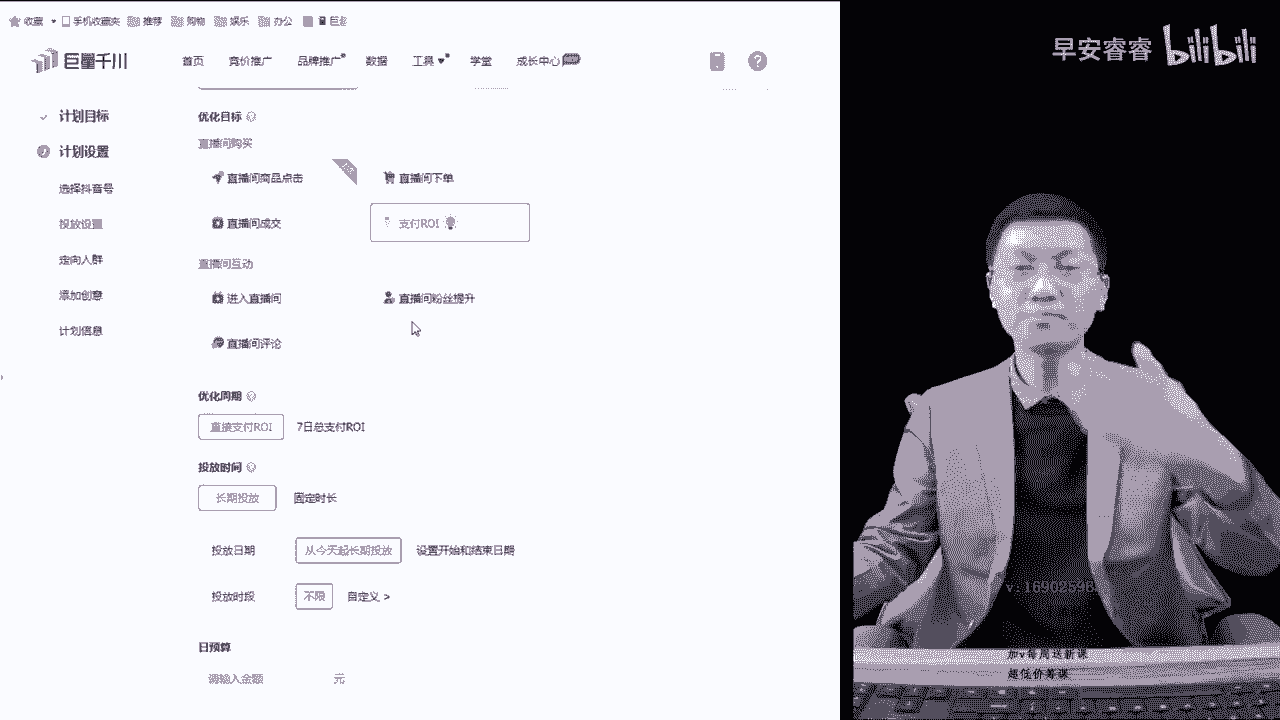 收藏 手机收藏夹 推荐 购物 娱乐 办公
巨量千川 首页 竞价推广 品牌推广 数据 工具 学堂 成长中心
早安睿睿 bilibili
计划目标
计划设置
选择抖音号
投放设置
定向人群
添加创意
计划信息
优化目标
直播间购买
直播间商品点击 直播间下单
直播间成交 支付ROI
直播间互动
进入直播间 直播间粉丝提升
直播间评论
优化周期
直接支付ROI 7日总支付ROI
投放时间
长期投放 固定时长
投放日期 从今天起长期投放 设置开始和结束日期
投放时段 不限 自定义 >
日预算
请输入金额 元
加v每周送新课
超低价筹课